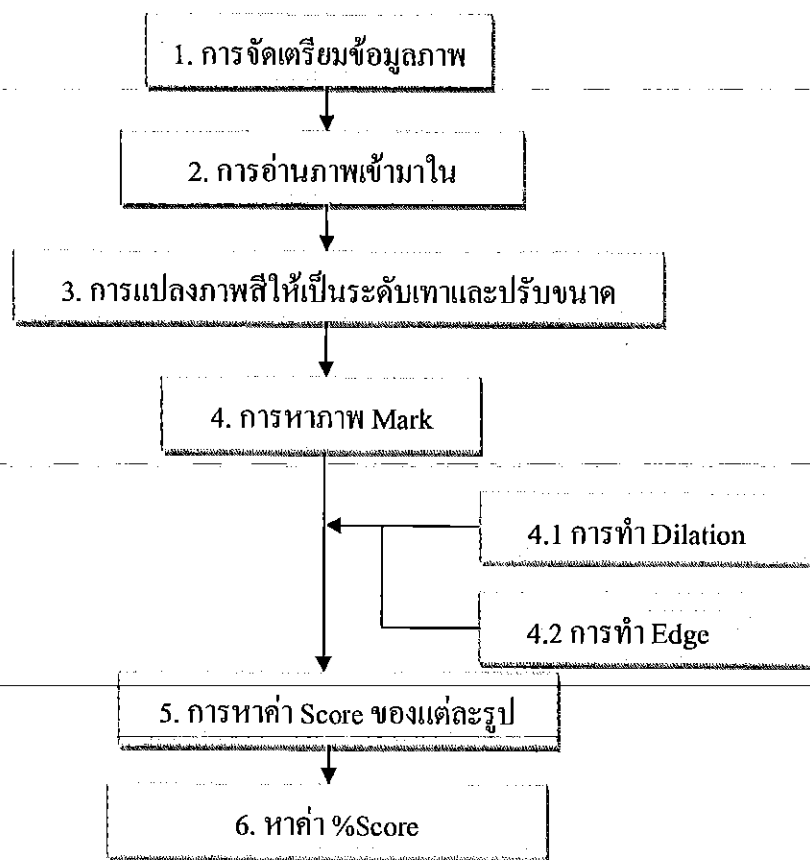 1. การจัดเตรียมข้อมูลภาพ
2. การอ่านภาพเข้ามาใน
3. การแปลงภาพสีให้เป็นระดับเทาและปรับขนาด
4. การหาภาพ Mark
4.1 การทำ Dilation
4.2 การทำ Edge
5. การหาค่า Score ของแต่ละรูป
6. หาค่า %Score